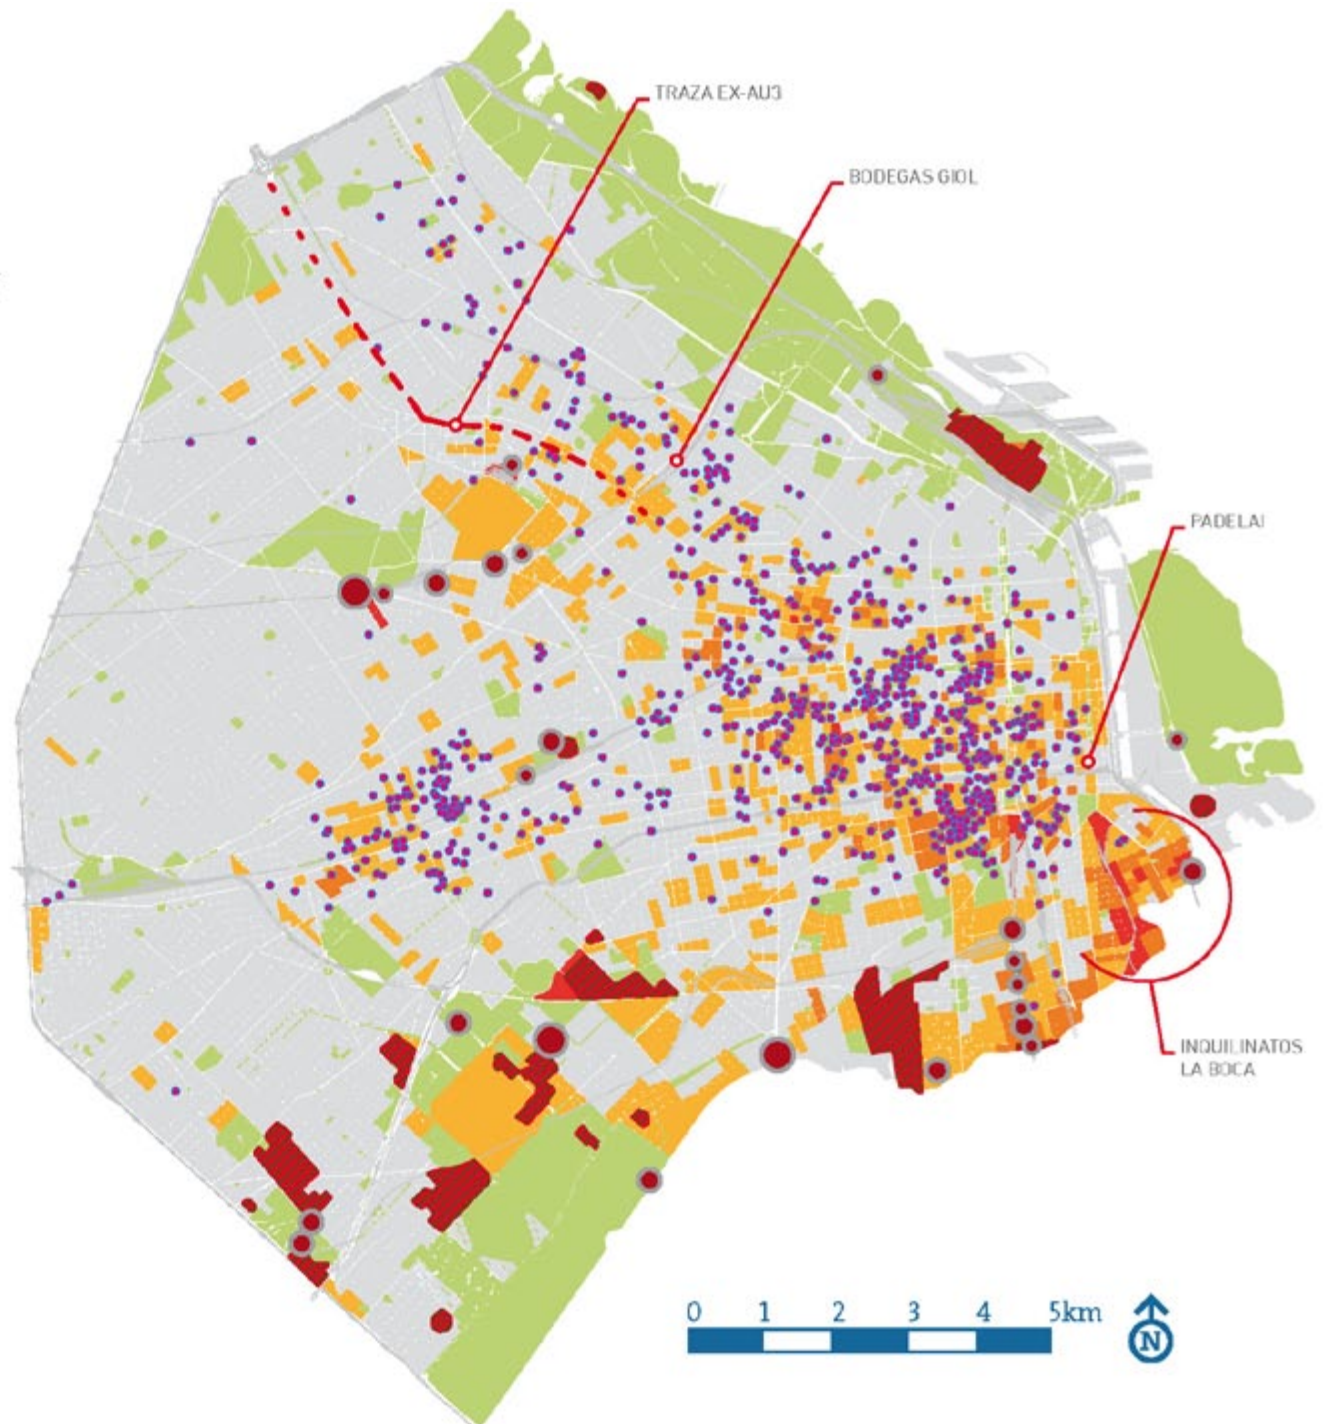 TRAZA EX-AU3
BODEGAS GIOL
PADELAI
INQUILINATOS
LA BOCA
0 1 2 3 4 5km
N